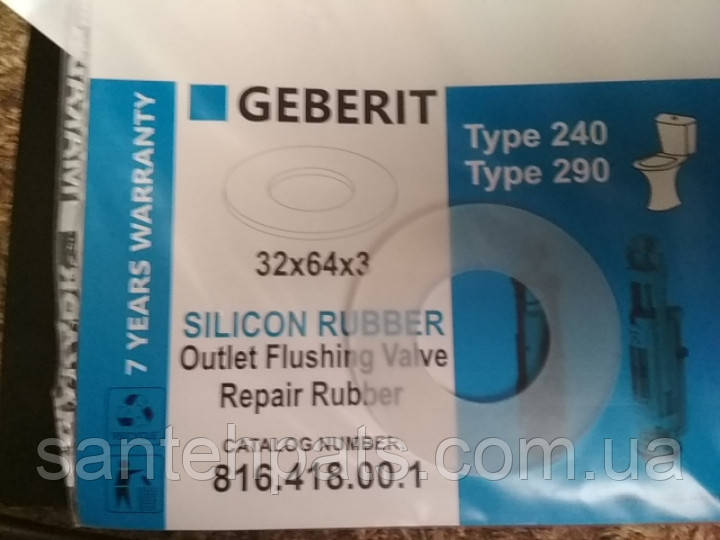 GEBERIT
Type 240
Type 290
7 YEARS WARRANTY
32x64x3
SILICON RUBBER
Outlet Flushing Valve
Repair Rubber
CATALOG NUMBER
816.418.00.1
santehparts.com.ua